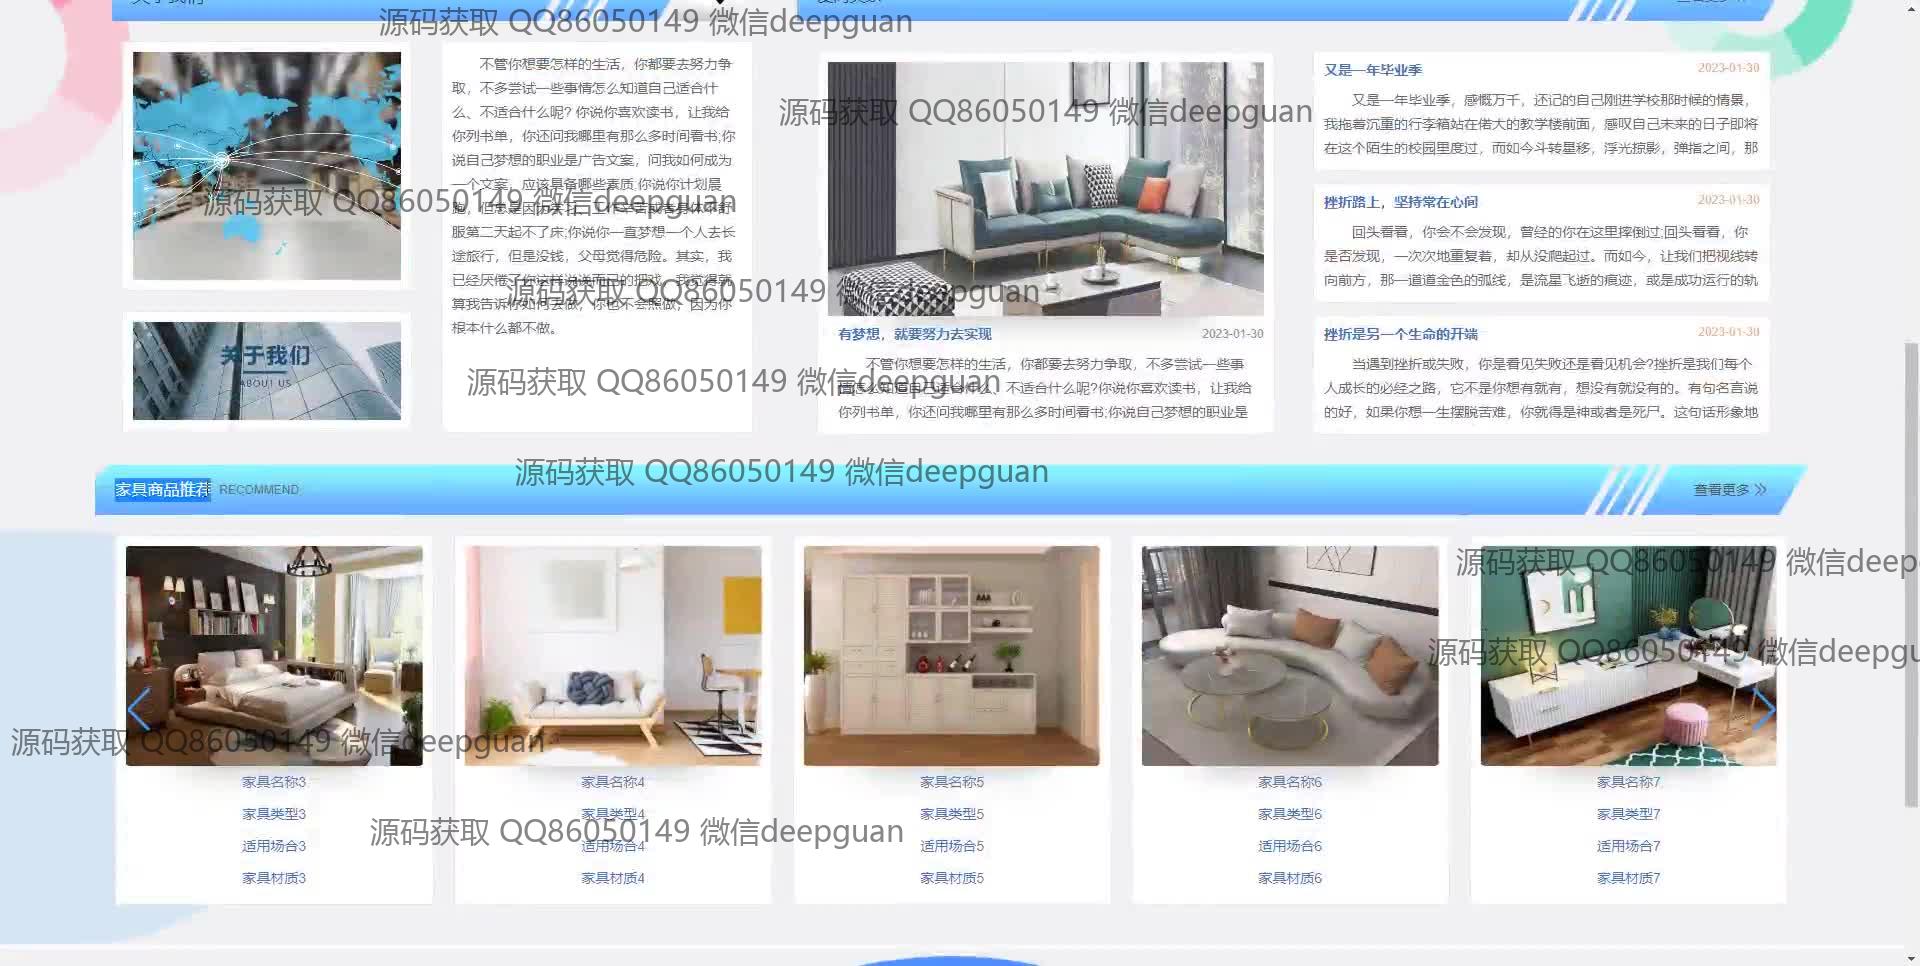 源码获取 QQ86050149 微信deepguan
不管你想要怎样的生活，你都要去努力争
取，不多尝试一些事情怎么知道自己适合什
么、不适合什么呢? 你说你喜欢读书，让我给
你列书单，你还问我哪里有那么多时间看书;你
说自己梦想的职业是广告文案，问我如何成为
一个文案，应该具备哪些素质;你说你计划晨
源码获取 QQ86050149 微信deepguan
服第二天起不了床;你说你一直梦想一个人去长
途旅行，但是没钱，父母觉得危险。其实，我
已经厌倦了你这样说说而已的把戏，我觉得就
算我告诉你如何去做，你也不会照做，因为你
根本什么都不做。
关于我们
ABOUT US
源码获取 QQ86050149 微信deepguan
源码获取 QQ86050149 微信deepguan
有梦想，就要努力去实现
2023-01-30
不管你想要怎样的生活，你都要去努力争取，不多尝试一些事
情怎么知道自己适合什么、不适合什么呢?你说你喜欢读书，让我给
你列书单，你还问我哪里有那么多时间看书;你说自己梦想的职业是
源码获取 QQ86050149 微信deepguan
又是一年毕业季
2023-01-30
又是一年毕业季，感慨万千，还记的自己刚进学校那时候的情景，
我拖着沉重的行李箱站在偌大的教学楼前面，感叹自己未来的日子即将
在这个陌生的校园里度过，而如今斗转星移，浮光掠影，弹指之间，那
挫折路上，坚持常在心间
2023-01-30
回头看看，你会不会发现，曾经的你在这里摔倒过;回头看看，你
是否发现，一次次地重复着，却从没爬起过。而如今，让我们把视线转
向前方，那一道道金色的弧线，是流星飞逝的痕迹，或是成功运行的轨
挫折是另一个生命的开端
2023-01-30
当遇到挫折或失败，你是看见失败还是看见机会?挫折是我们每个
人成长的必经之路，它不是你想有就有，想没有就没有的。有句名言说
的好，如果你想一生摆脱苦难，你就得是神或者是死尸。这句话形象地
源码获取 QQ86050149 微信deepguan
家具商品推荐 RECOMMEND
查看更多
源码获取 QQ86050149 微信deep
源码获取 QQ86050149 微信deepgu
源码获取 QQ86050149 微信deepguan
家具名称3
家具类型3
适用场合3
家具材质3
家具名称4
家具类型4
适用场合4
家具材质4
家具名称5
家具类型5
适用场合5
家具材质5
家具名称6
家具类型6
适用场合6
家具材质6
家具名称7
家具类型7
适用场合7
家具材质7
源码获取 QQ86050149 微信deepguan